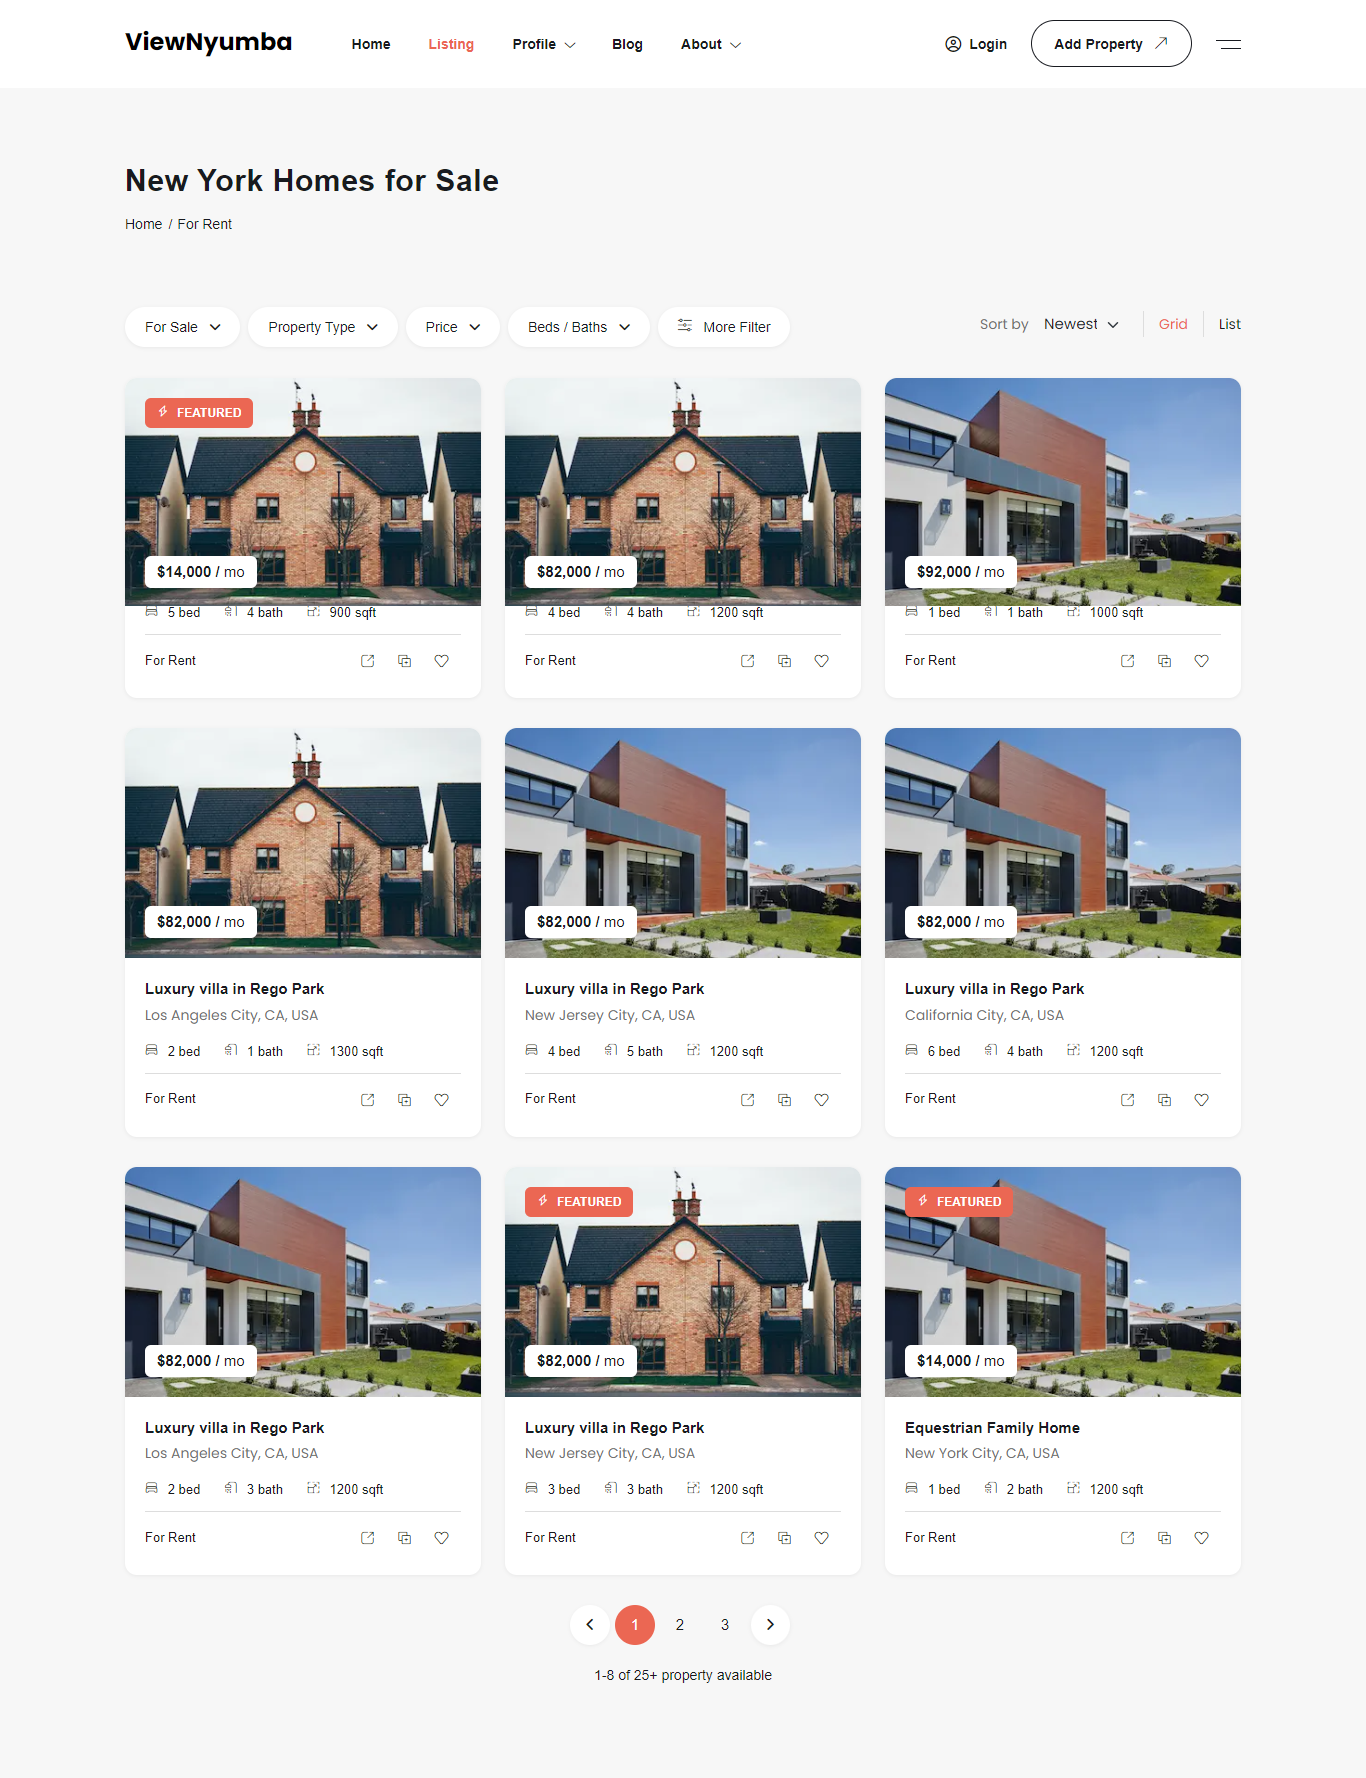 ViewNyumba Home Listing Profile Blog About Login Add Property
New York Homes for Sale
Home / For Rent
For Sale Property Type Price Beds / Baths More Filter Sort by Newest Grid List
FEATURED
$14,000 / mo $82,000 / mo $92,000 / mo
5 bed 4 bath 900 sqft 4 bed 4 bath 1200 sqft 1 bed 1 bath 1000 sqft
For Rent For Rent For Rent
$82,000 / mo $82,000 / mo $82,000 / mo
Luxury villa in Rego Park Luxury villa in Rego Park Luxury villa in Rego Park
Los Angeles City, CA, USA New Jersey City, CA, USA California City, CA, USA
2 bed 1 bath 1300 sqft 4 bed 5 bath 1200 sqft 6 bed 4 bath 1200 sqft
For Rent For Rent For Rent
FEATURED FEATURED
$82,000 / mo $82,000 / mo $14,000 / mo
Luxury villa in Rego Park Luxury villa in Rego Park Equestrian Family Home
Los Angeles City, CA, USA New Jersey City, CA, USA New York City, CA, USA
2 bed 3 bath 1200 sqft 3 bed 3 bath 1200 sqft 1 bed 2 bath 1200 sqft
For Rent For Rent For Rent
1 2 3
1-8 of 25+ property available